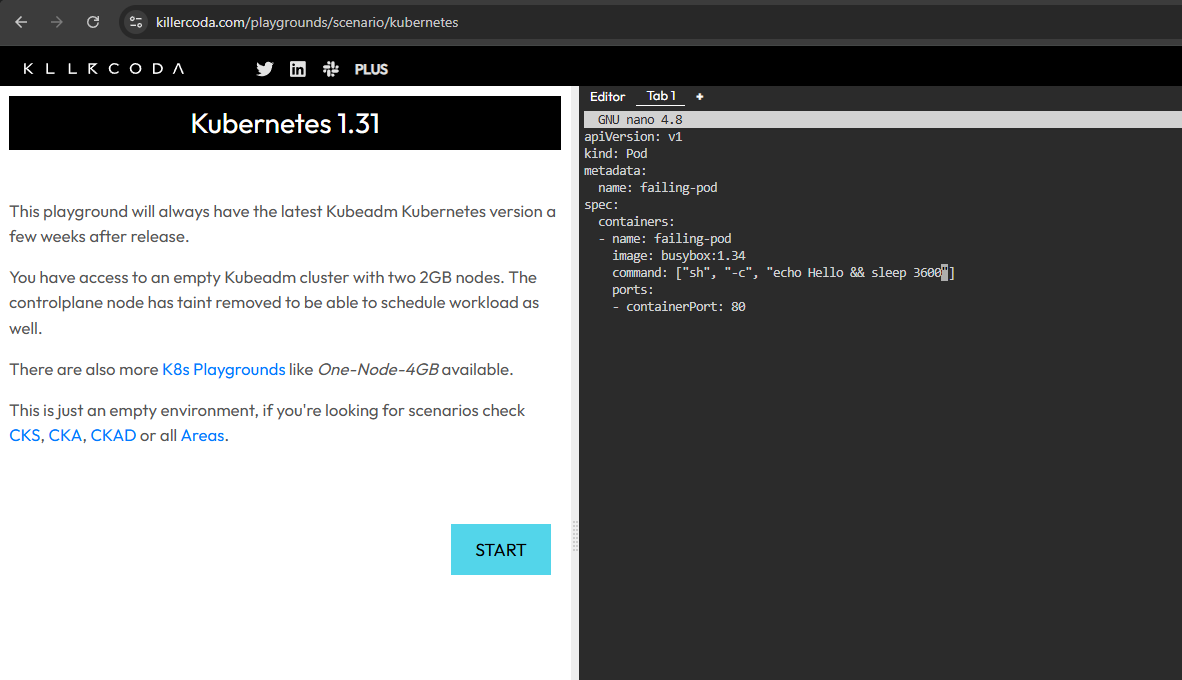 killercoda.com/playgrounds/scenario/kubernetes
KLLRCODA
PLUS
Kubernetes 1.31
This playground will always have the latest Kubeadm Kubernetes version a
few weeks after release.
You have access to an empty Kubeadm cluster with two 2GB nodes. The
controlplane node has taint removed to be able to schedule workload as
well.
There are also more K8s Playgrounds like One-Node-4GB available.
This is just an empty environment, if you're looking for scenarios check
CKS, CKA, CKAD or all Areas.
START
Editor Tab 1 +
GNU nano 4.8
apiVersion: v1
kind: Pod
metadata:
  name: failing-pod
spec:
  containers:
  - name: failing-pod
    image: busybox:1.34
    command: ["sh", "-c", "echo Hello && sleep 3600"]
    ports:
    - containerPort: 80